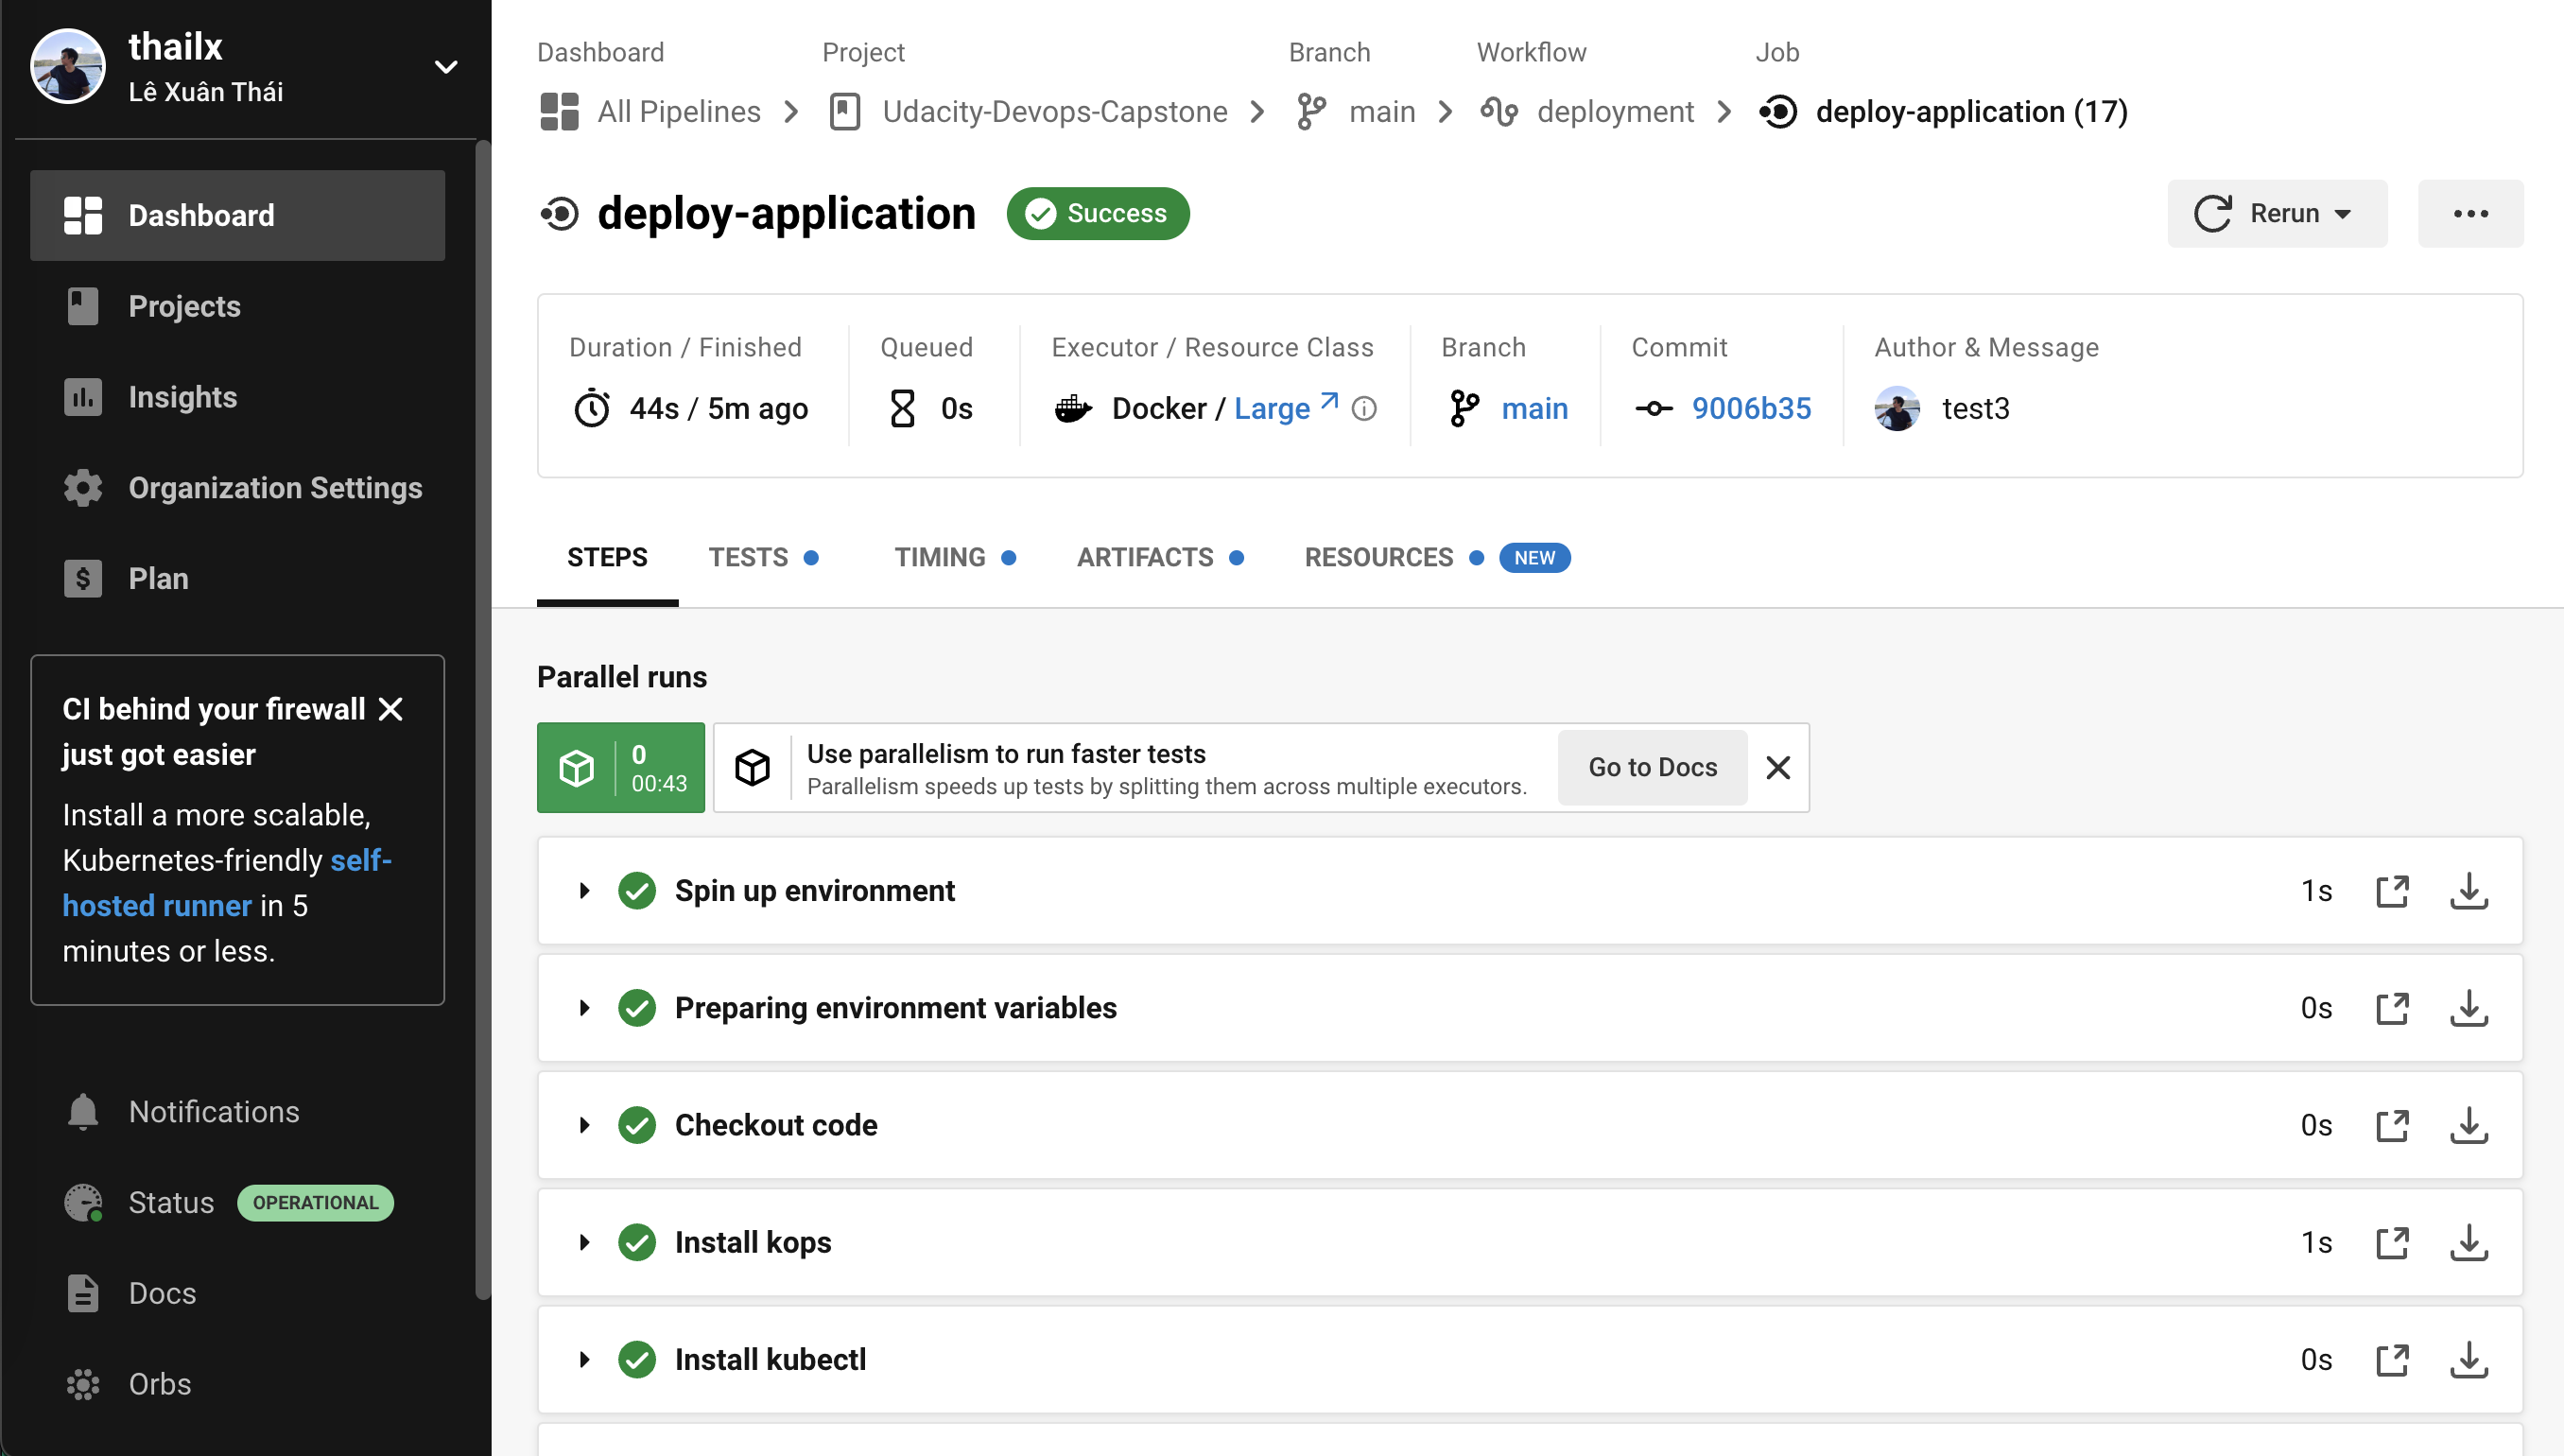 thailx
Lê Xuân Thái
Dashboard
Projects
Insights
Organization Settings
Plan
CI behind your firewall
just got easier
Install a more scalable,
Kubernetes-friendly self-
hosted runner in 5
minutes or less.
Notifications
Status OPERATIONAL
Docs
Orbs
Dashboard Project Branch Workflow Job
All Pipelines Udacity-Devops-Capstone main deployment deploy-application (17)
deploy-application Success Rerun
Duration / Finished Queued Executor / Resource Class Branch Commit Author & Message
44s / 5m ago 0s Docker / Large main 9006b35 test3
STEPS TESTS TIMING ARTIFACTS RESOURCES NEW
Parallel runs
0
00:43
Use parallelism to run faster tests
Parallelism speeds up tests by splitting them across multiple executors.
Go to Docs
Spin up environment 1s
Preparing environment variables 0s
Checkout code 0s
Install kops 1s
Install kubectl 0s